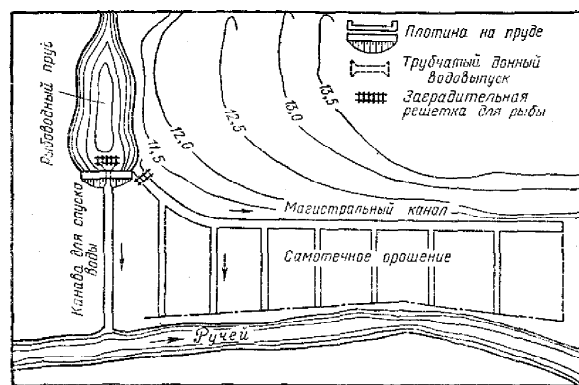 Плотина на пруде
Трубчатый донный
водовыпуск
Заградительная
решетка для рыбы
Рыбоводный пруд
11,5
12,0
12,5
13,0
13,5
Магистральный канал
Самотечное орошение
Канава для спуска
воды
Ручей